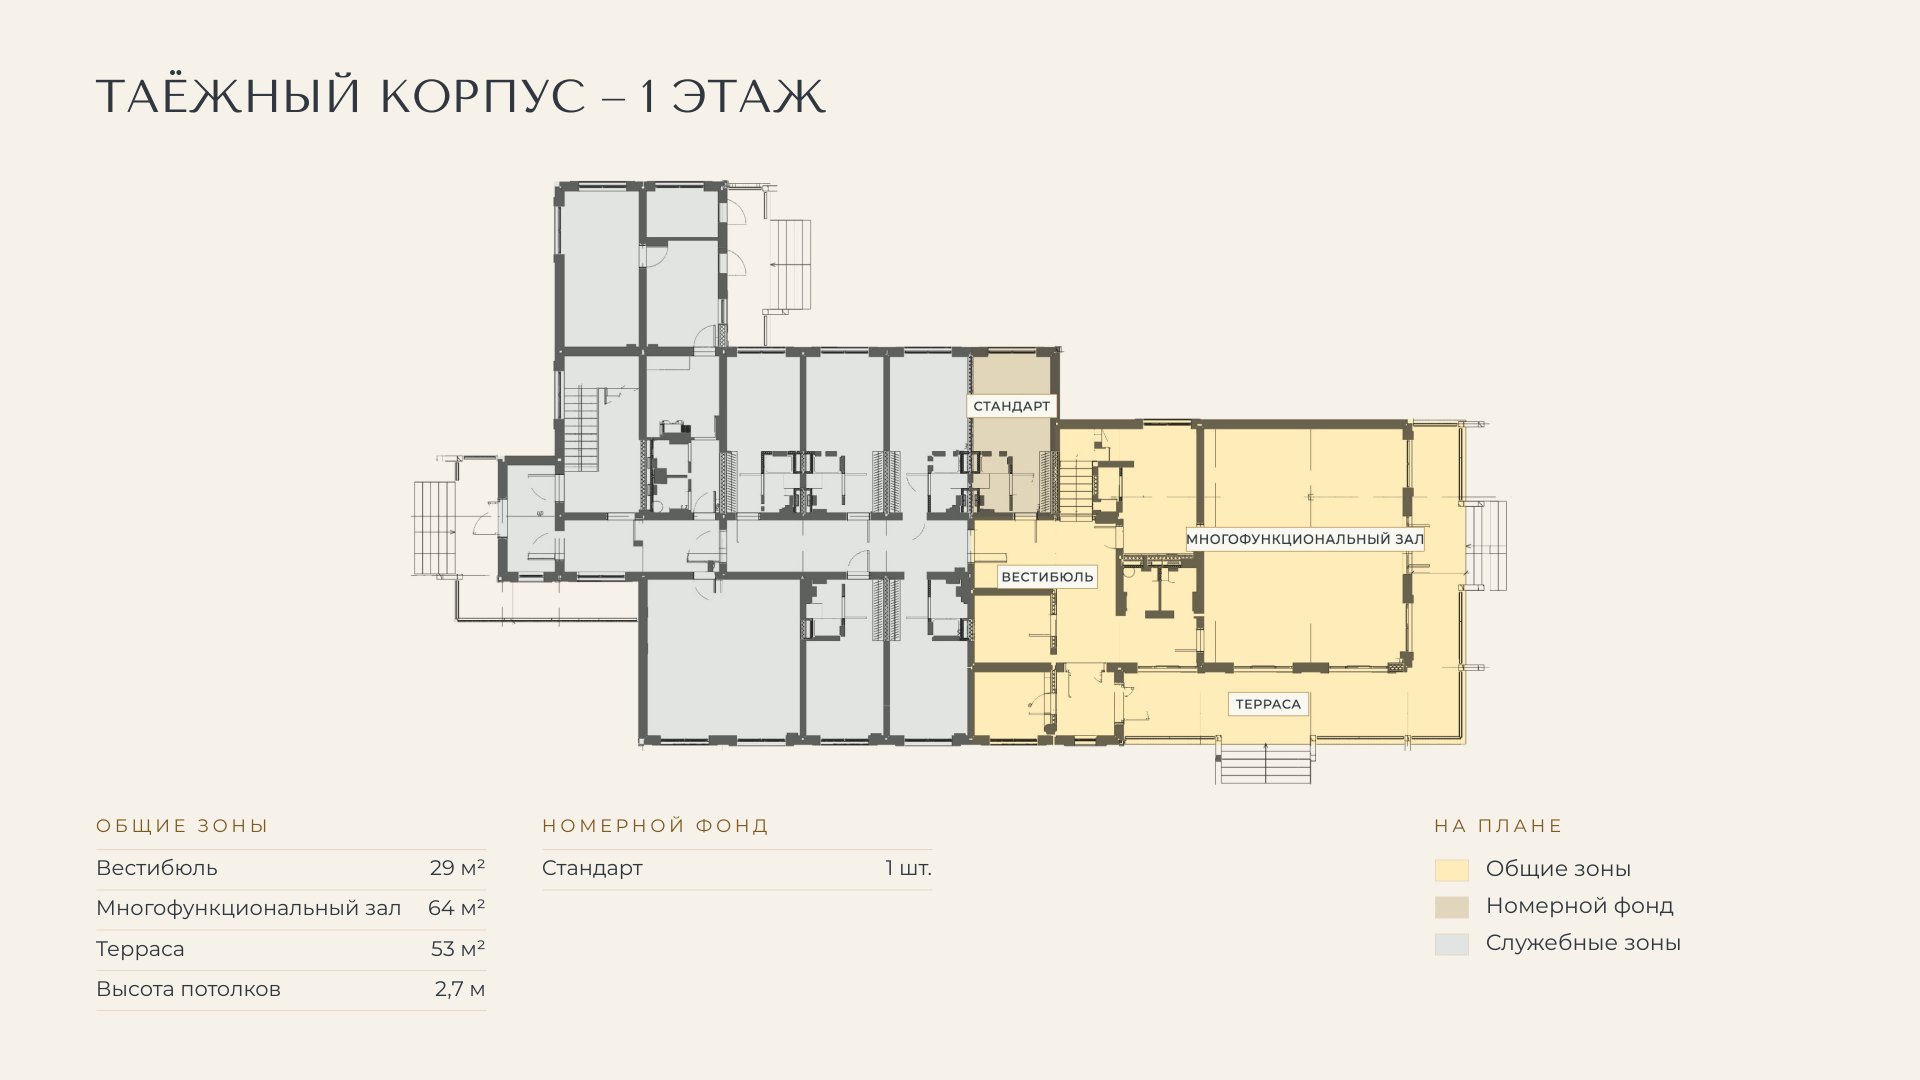 ТАЁЖНЫЙ КОРПУС – 1 ЭТАЖ
СТАНДАРТ
МНОГОФУНКЦИОНАЛЬНЫЙ ЗАЛ
ВЕСТИБЮЛЬ
ТЕРРАСА
ОБЩИЕ ЗОНЫ
Вестибюль 29 м²
Многофункциональный зал 64 м²
Терраса 53 м²
Высота потолков 2,7 м
НОМЕРНОЙ ФОНД
Стандарт 1 шт.
НА ПЛАНЕ
Общие зоны
Номерной фонд
Служебные зоны